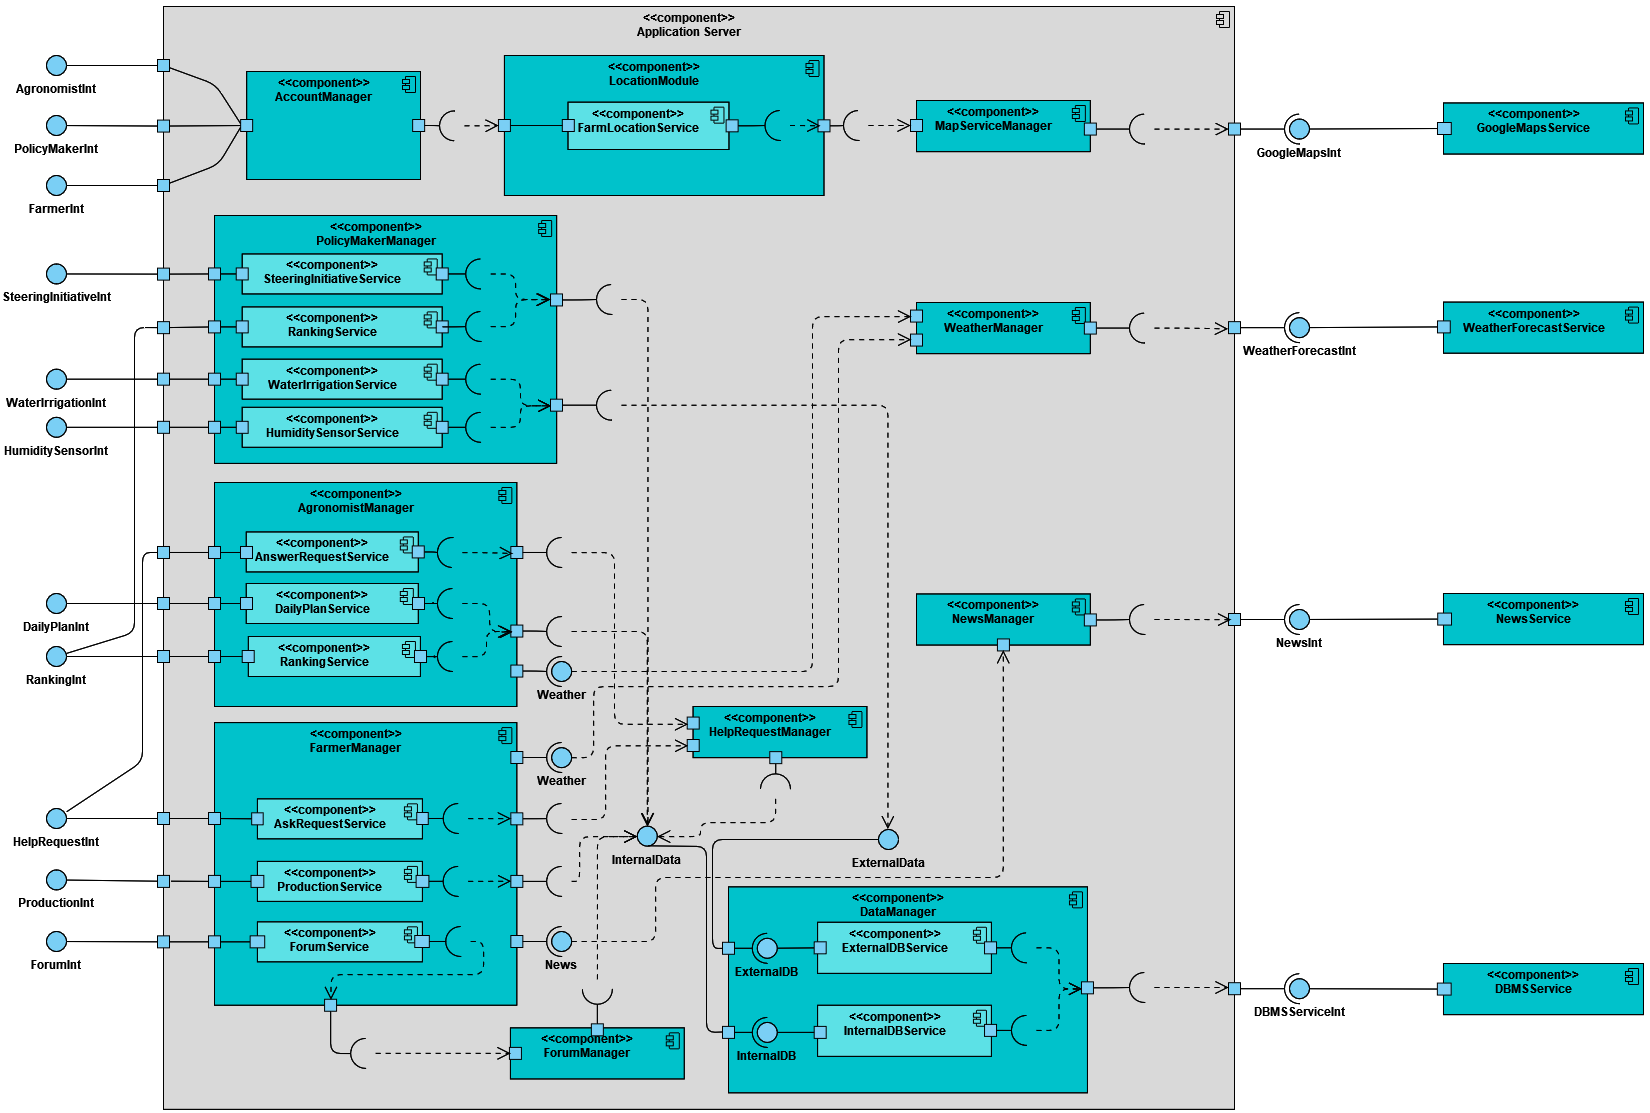 <<component>>
Application Server
AgronomistInt
PolicyMakerInt
FarmerInt
<<component>>
AccountManager
<<component>>
LocationModule
<<component>>
FarmLocationService
<<component>>
MapServiceManager
GoogleMapsInt
<<component>>
GoogleMapsService
<<component>>
PolicyMakerManager
<<component>>
SteeringInitiativeService
SteeringInitiativeInt
<<component>>
RankingService
<<component>>
WaterIrrigationService
WaterIrrigationInt
<<component>>
HumiditySensorService
HumiditySensorInt
<<component>>
WeatherManager
WeatherForecastInt
<<component>>
WeatherForecastService
<<component>>
AgronomistManager
<<component>>
AnswerRequestService
<<component>>
DailyPlanService
DailyPlanInt
<<component>>
RankingService
RankingInt
Weather
<<component>>
NewsManager
NewsInt
<<component>>
NewsService
<<component>>
HelpRequestManager
<<component>>
FarmerManager
Weather
<<component>>
AskRequestService
HelpRequestInt
<<component>>
ProductionService
ProductionInt
<<component>>
ForumService
ForumInt
News
InternalData
ExternalData
<<component>>
DataManager
<<component>>
ExternalDBService
ExternalDB
<<component>>
InternalDBService
InternalDB
DBMSServiceInt
<<component>>
DBMSService
<<component>>
ForumManager